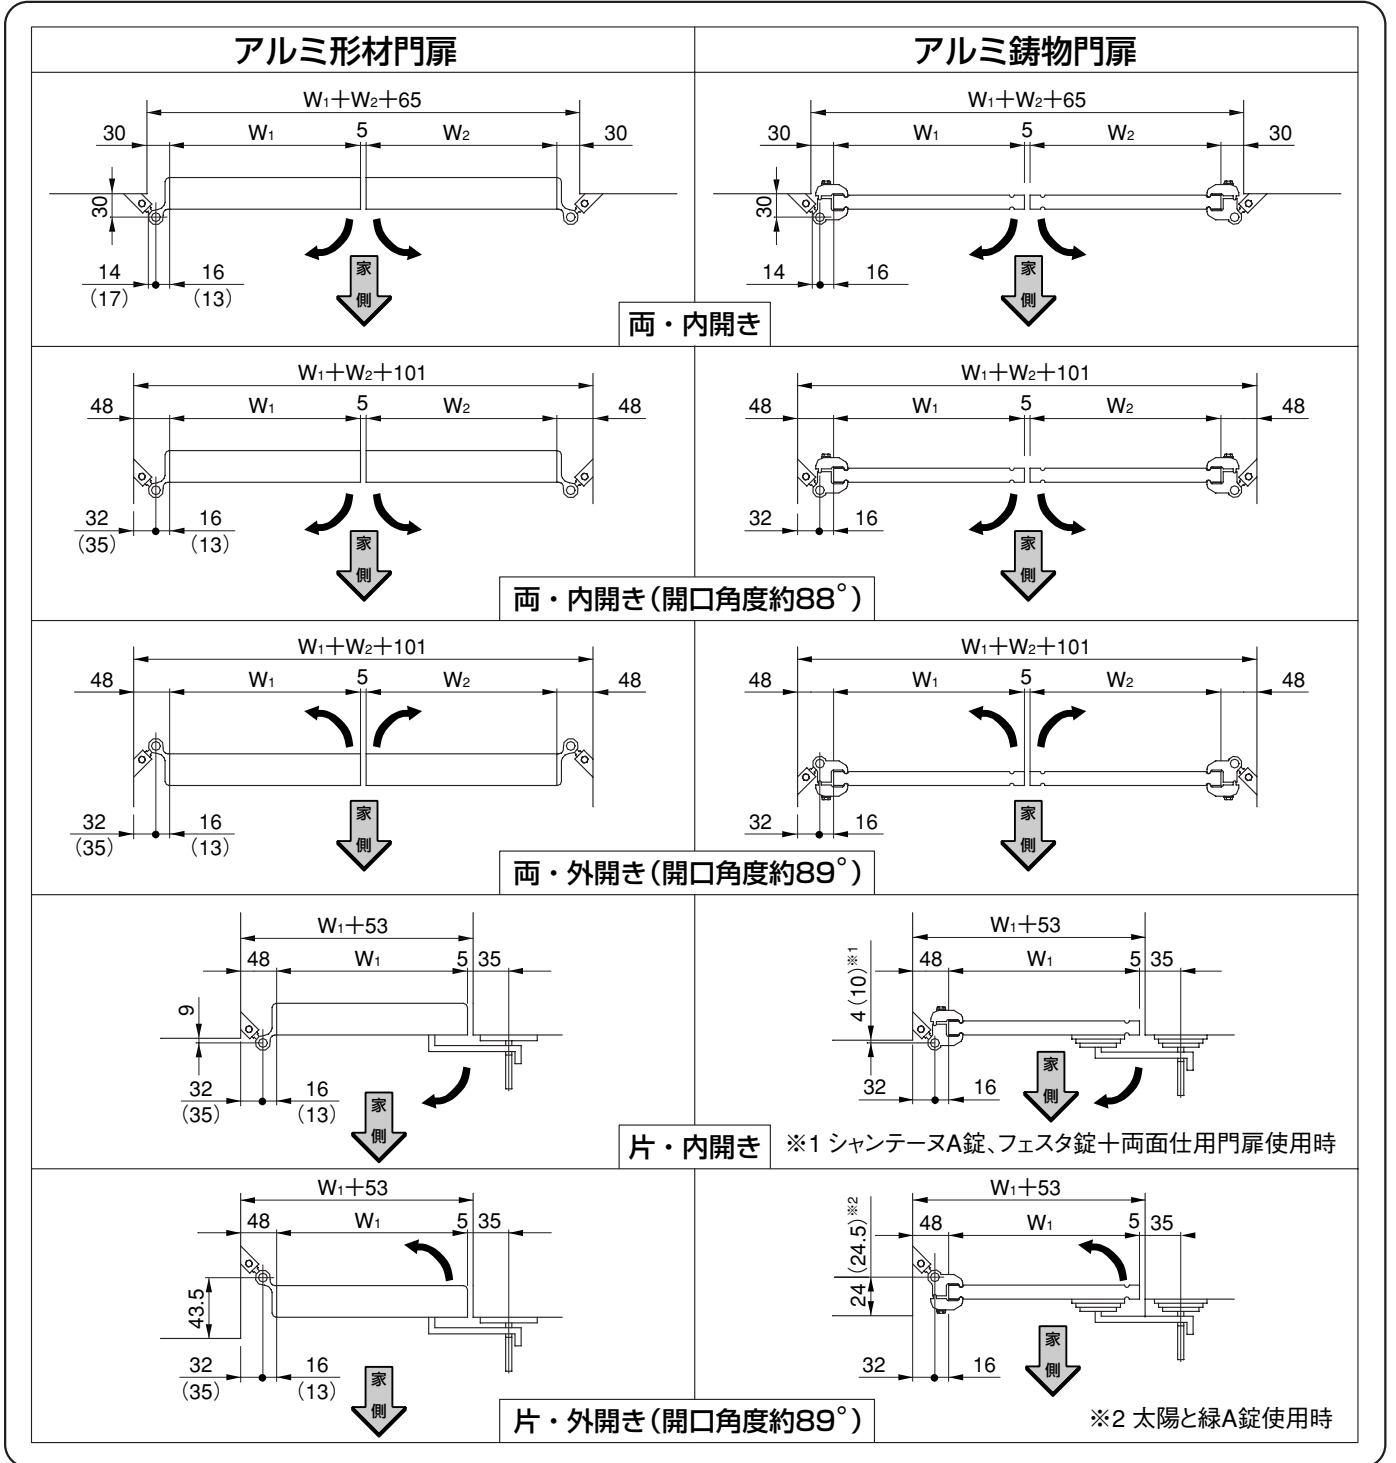 アルミ形材門扉
アルミ鋳物門扉
W₁+W₂+65
30 W₁ 5 W₂ 30
30
14 16
(17) (13)
家側
W₁+W₂+65
30 W₁ 5 W₂ 30
30
14 16
家側
両・内開き
W₁+W₂+101
48 W₁ 5 W₂ 48
32 16
(35) (13)
家側
W₁+W₂+101
48 W₁ 5 W₂ 48
32 16
家側
両・内開き(開口角度約88°)
W₁+W₂+101
48 W₁ 5 W₂ 48
32 16
(35) (13)
家側
W₁+W₂+101
48 W₁ 5 W₂ 48
32 16
家側
両・外開き(開口角度約89°)
W₁+53
48 W₁ 5 35
9
32 16
(35) (13)
家側
W₁+53
48 W₁ 5 35
4(10)※1
32 16
家側
片・内開き
※1 シャンテーヌA錠、フェスタ錠+両面仕用門扉使用時
W₁+53
48 W₁ 5 35
43.5
32 16
(35) (13)
家側
W₁+53
48 W₁ 5 35
24(24.5)※2
32 16
家側
片・外開き(開口角度約89°)
※2 太陽と緑A錠使用時